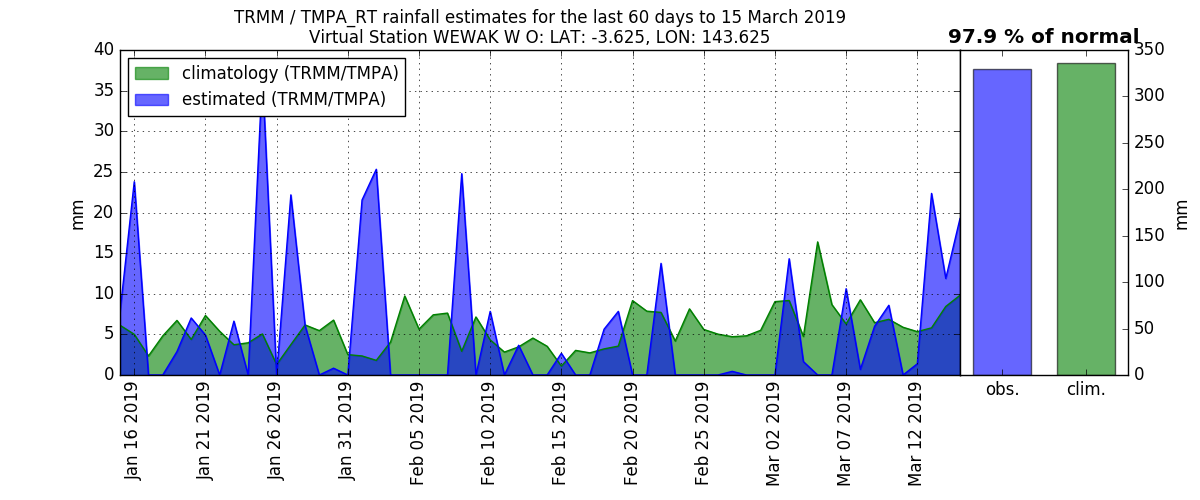 TRMM / TMPA_RT rainfall estimates for the last 60 days to 15 March 2019
Virtual Station WEWAK W O: LAT: -3.625, LON: 143.625
97.9 % of normal
climatology (TRMM/TMPA)
estimated (TRMM/TMPA)
40
35
30
25
20
15
10
5
0
mm
350
300
250
200
150
100
50
0
mm
obs.
clim.
Jan 16 2019
Jan 21 2019
Jan 26 2019
Jan 31 2019
Feb 05 2019
Feb 10 2019
Feb 15 2019
Feb 20 2019
Feb 25 2019
Mar 02 2019
Mar 07 2019
Mar 12 2019